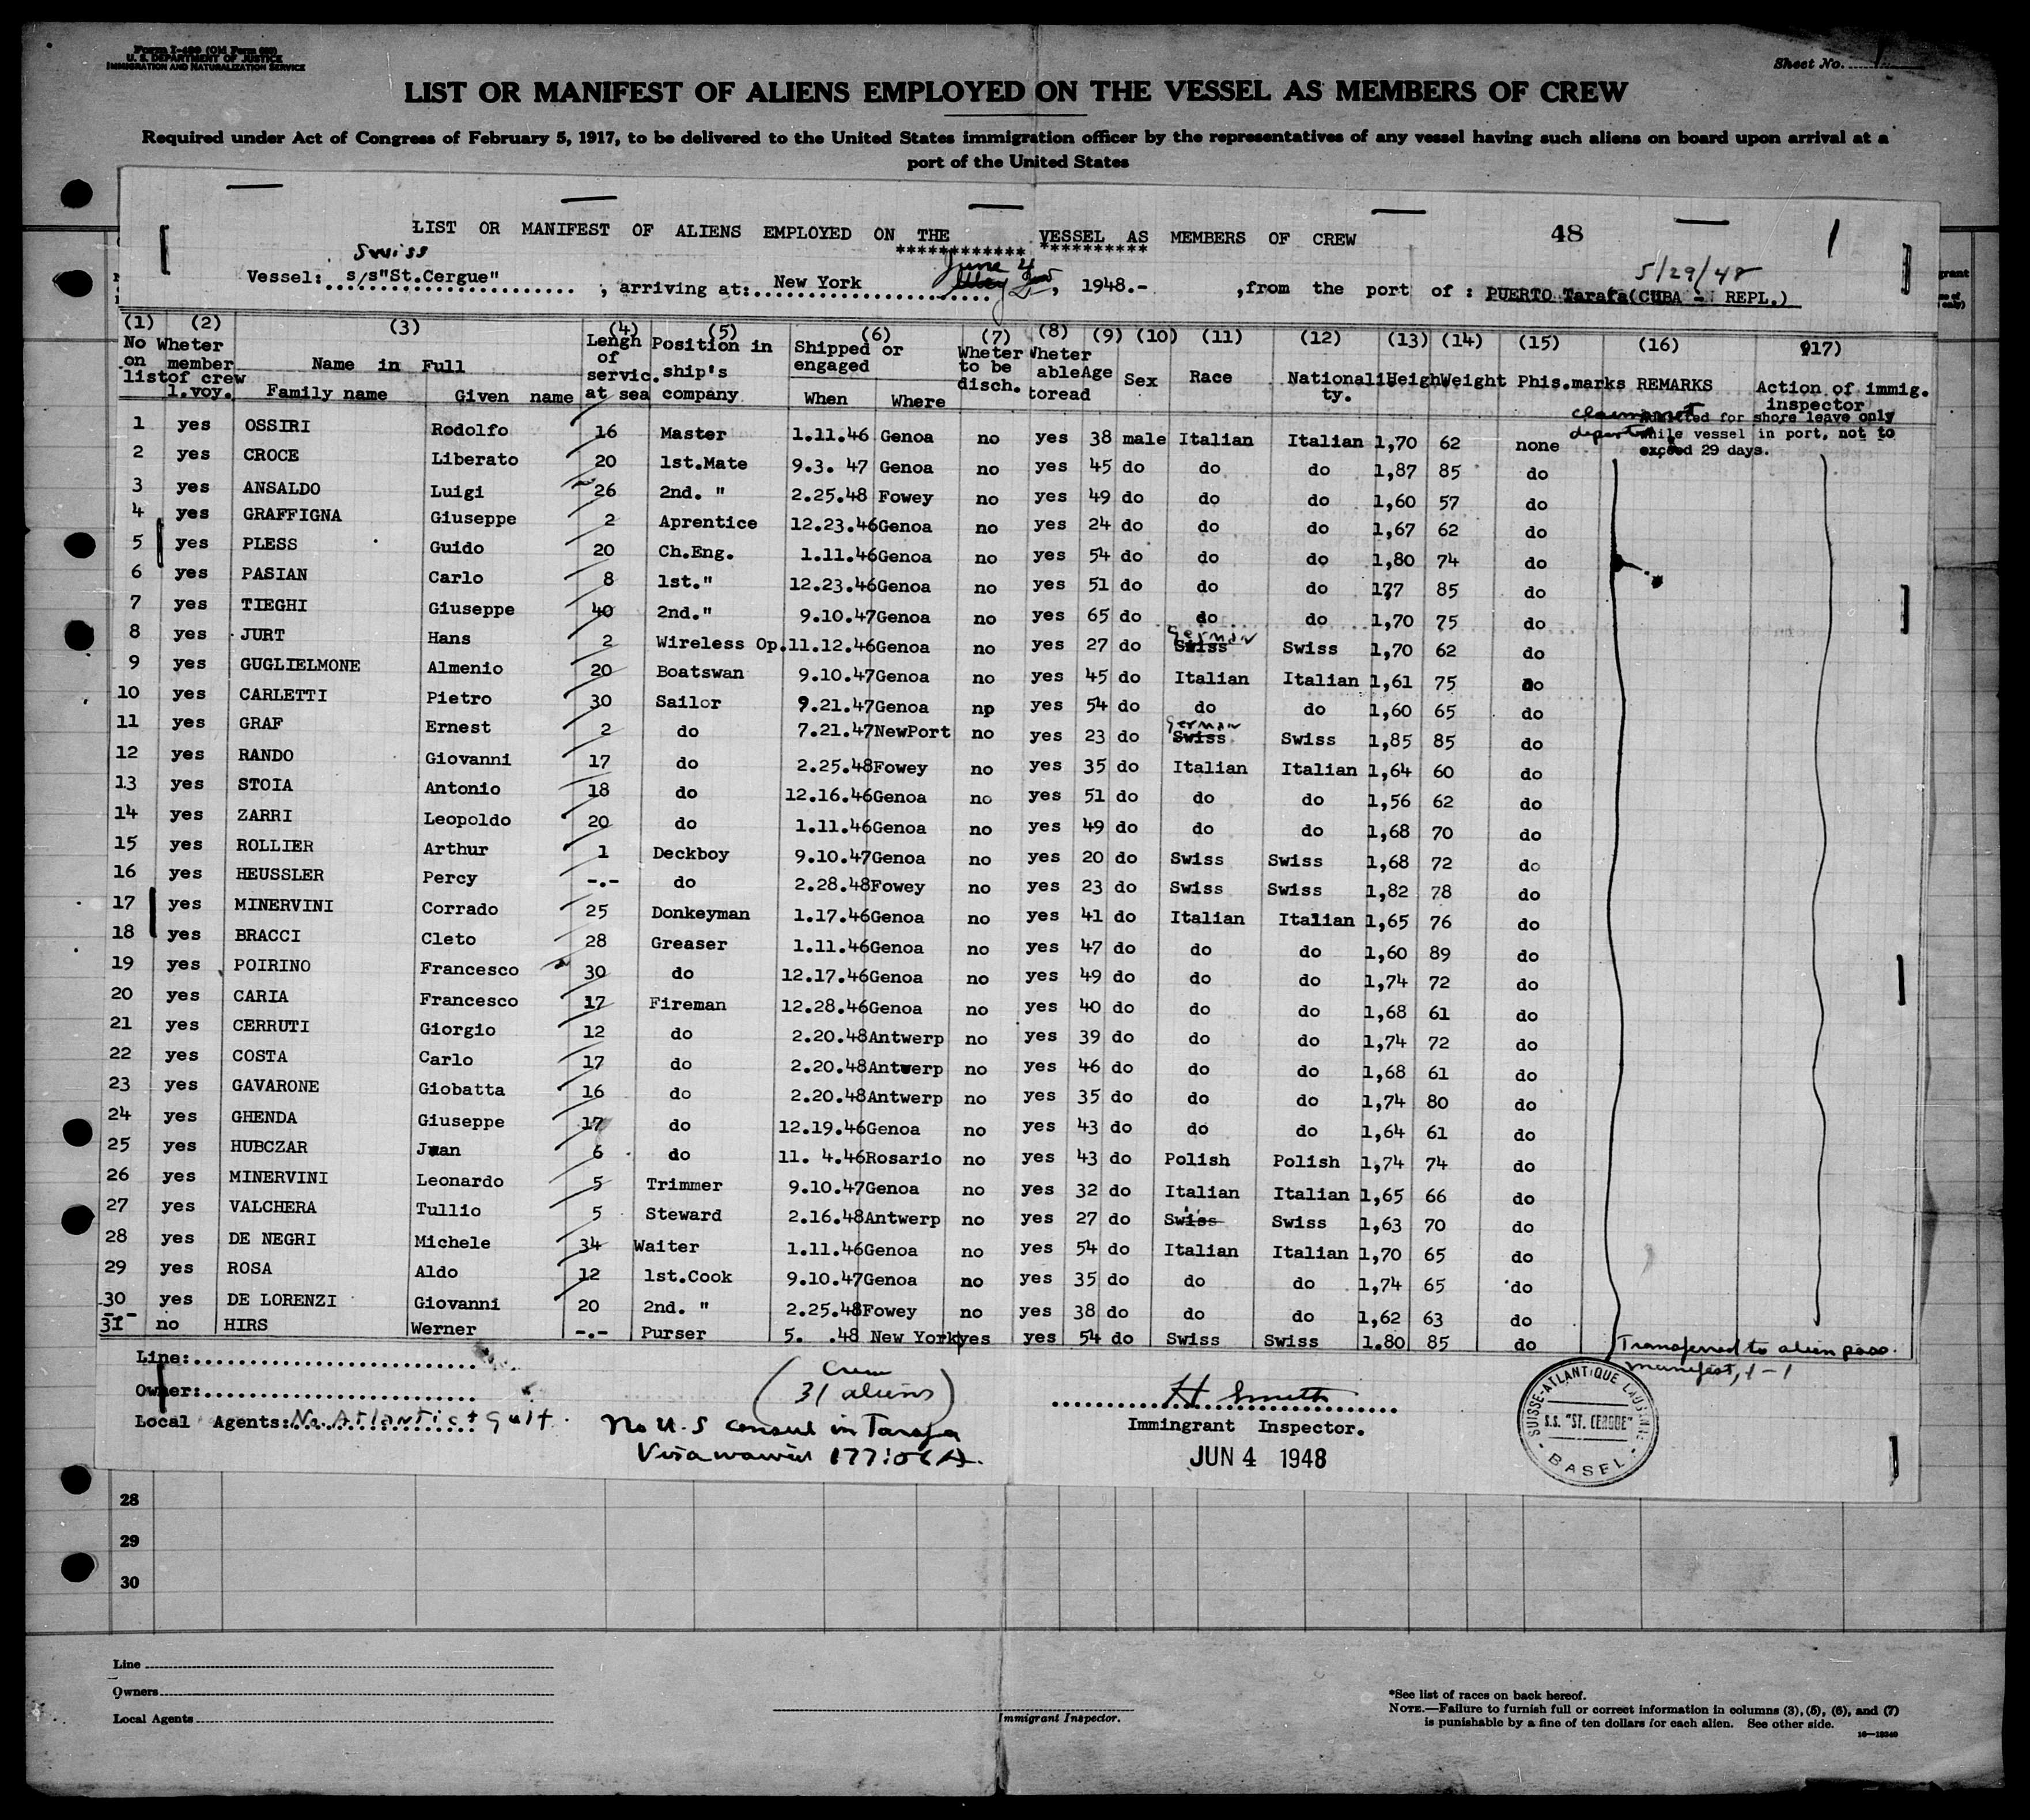 Form I-489 (Old Form 689)
U. S. DEPARTMENT OF JUSTICE
IMMIGRATION AND NATURALIZATION SERVICE
Sheet No. 1
LIST OR MANIFEST OF ALIENS EMPLOYED ON THE VESSEL AS MEMBERS OF CREW
Required under Act of Congress of February 5, 1917, to be delivered to the United States immigration officer by the representatives of any vessel having such aliens on board upon arrival at a
port of the United States
LIST OR MANIFEST OF ALIENS EMPLOYED ON THE VESSEL AS MEMBERS OF CREW 48 1
************ *********
Swiss
Vessel: s/s"St.Cergue" , arriving at: New York June 4 , 1948.- ,from the port of : PUERTO Tarafa(CUBA - REPL.) 5/29/48
(1) (2) (3) (4) (5) (6) (7) (8) (9) (10) (11) (12) (13) (14) (15) (16) (17)
No on list Wheter member of crew l.voy. Name in Full Family name Given name Lengh of servic. at sea Position in ship's company Shipped or engaged When Where Wheter to be disch. Wheter able toread Age Sex Race Nationality. Heigh Weight Phis.marks REMARKS Action of immig. inspector
Admitted for shore leave only
while vessel in port, not to
exceed 29 days.
1 yes OSSIRI Rodolfo 16 Master 1.11.46 Genoa no yes 38 male Italian Italian 1,70 62 none
2 yes CROCE Liberato 20 1st.Mate 9.3. 47 Genoa no yes 45 do do do 1,87 85 do
3 yes ANSALDO Luigi 26 2nd. " 2.25.48 Fowey no yes 49 do do do 1,60 57 do
4 yes GRAFFIGNA Giuseppe 2 Aprentice 12.23.46 Genoa no yes 24 do do do 1,67 62 do
5 yes PLESS Guido 20 Ch.Eng. 1.11.46 Genoa no yes 54 do do do 1,80 74 do
6 yes PASIAN Carlo 8 1st." 12.23.46 Genoa no yes 51 do do do 1,77 85 do
7 yes TIEGHI Giuseppe 40 2nd." 9.10.47 Genoa no yes 65 do do do 1,70 75 do
8 yes JURT Hans 2 Wireless Op. 11.12.46 Genoa no yes 27 do Swiss German Swiss 1,70 62 do
9 yes GUGLIELMONE Almenio 20 Boatswan 9.10.47 Genoa no yes 45 do Italian Italian 1,61 75 do
10 yes CARLETTI Pietro 30 Sailor 9.21.47 Genoa np yes 54 do do do 1,60 65 do
11 yes GRAF Ernest 2 do 7.21.47 NewPort no yes 23 do Swiss German Swiss 1,85 85 do
12 yes RANDO Giovanni 17 do 2.25.48 Fowey no yes 35 do Italian Italian 1,64 60 do
13 yes STOIA Antonio 18 do 12.16.46 Genoa no yes 51 do do do 1,56 62 do
14 yes ZARRI Leopoldo 20 do 1.11.46 Genoa no yes 49 do do do 1,68 70 do
15 yes ROLLIER Arthur 1 Deckboy 9.10.47 Genoa no yes 20 do Swiss Swiss 1,68 72 do
16 yes HEUSSLER Percy -.- do 2.28.48 Fowey no yes 23 do Swiss Swiss 1,82 78 do
17 yes MINERVINI Corrado 25 Donkeyman 1.17.46 Genoa no yes 41 do Italian Italian 1,65 76 do
18 yes BRACCI Cleto 28 Greaser 1.11.46 Genoa no yes 47 do do do 1,60 89 do
19 yes POIRINO Francesco 30 do 12.17.46 Genoa no yes 49 do do do 1,74 72 do
20 yes CARIA Francesco 17 Fireman 12.28.46 Genoa no yes 40 do do do 1,68 61 do
21 yes CERRUTI Giorgio 12 do 2.20.48 Antwerp no yes 39 do do do 1,74 72 do
22 yes COSTA Carlo 17 do 2.20.48 Antwerp no yes 46 do do do 1,68 61 do
23 yes GAVARONE Giobatta 16 do 2.20.48 Antwerp no yes 35 do do do 1,74 80 do
24 yes GHENDA Giuseppe 17 do 12.19.46 Genoa no yes 43 do do do 1,64 61 do
25 yes HUBCZAR Juan 6 do 11. 4.46 Rosario no yes 43 do Polish Polish 1,74 74 do
26 yes MINERVINI Leonardo 5 Trimmer 9.10.47 Genoa no yes 32 do Italian Italian 1,65 66 do
27 yes VALCHERA Tullio 5 Steward 2.16.48 Antwerp no yes 27 do Swiss Swiss 1,63 70 do
28 yes DE NEGRI Michele 34 Waiter 1.11.46 Genoa no yes 54 do Italian Italian 1,70 65 do
29 yes ROSA Aldo 12 1st.Cook 9.10.47 Genoa no yes 35 do do do 1,74 65 do
30 yes DE LORENZI Giovanni 20 2nd. " 2.25.48 Fowey no yes 38 do do do 1,62 63 do
31 no HIRS Werner -.- Purser 5. .48 New York yes yes 54 do Swiss Swiss 1.80 85 do Transferred to alien pass.
manifest, 1-1
Line:
Owner:
Local Agents: No. Atlantic & Gulf
(Crew
31 aliens)
No U.S consul in Tarafa
Visa waived
H Smith
Immingrant Inspector.
JUN 4 1948
SUISSE-ATLANTIQUE LAUSANNE
S.S. "ST. CERGUE"
BASEL
28
29
30
Line
Owners
Local Agents
Immigrant Inspector.
*See list of races on back hereof.
NOTE.—Failure to furnish full or correct information in columns (3), (5), (6), and (7)
is punishable by a fine of ten dollars for each alien. See other side.